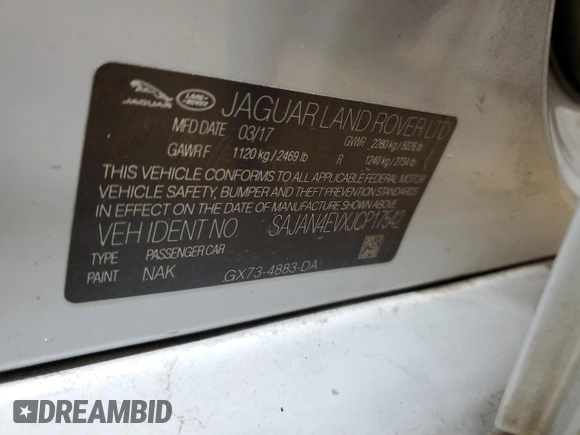 JAGUAR
LAND ROVER
JAGUAR LAND ROVER LTD
MFD DATE 03/17 GVWR 2280 kg / 5026 lb
GAWR F 1120 kg / 2469 lb R 1240 kg / 2734 lb
THIS VEHICLE CONFORMS TO ALL APPLICABLE FEDERAL MOTOR
VEHICLE SAFETY, BUMPER AND THEFT PREVENTION STANDARDS
IN EFFECT ON THE DATE OF MANUFACTURE SHOWN ABOVE.
VEH IDENT NO SAJAN4EVXJCP17542
TYPE PASSENGER CAR
PAINT NAK GX73-4883-DA
DREAMBID